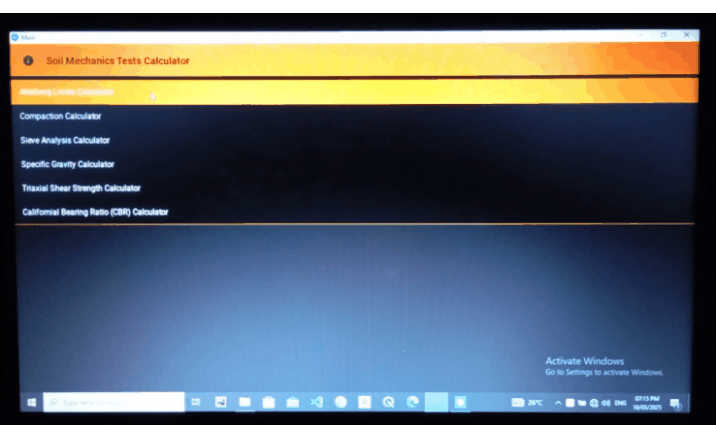 Main
Soil Mechanics Tests Calculator
Atterberg Limits Calculator
Compaction Calculator
Sieve Analysis Calculator
Specific Gravity Calculator
Triaxial Shear Strength Calculator
Californial Bearing Ratio (CBR) Calculator
Activate Windows
Go to Settings to activate Windows.
Type here to search
26°C
ENG
07:15 PM
10/05/2023